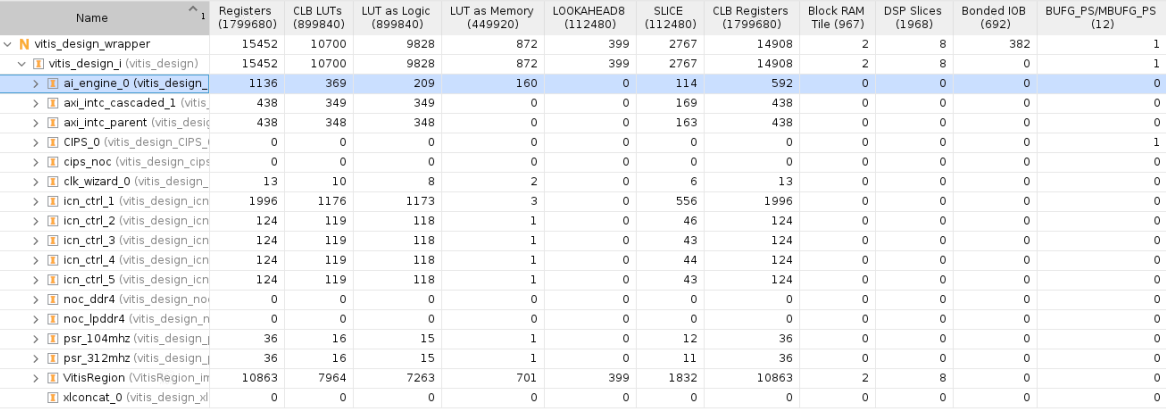 Name 1 Registers (1799680) CLB LUTs (899840) LUT as Logic (899840) LUT as Memory (449920) LOOKAHEAD8 (112480) SLICE (112480) CLB Registers (1799680) Block RAM Tile (967) DSP Slices (1968) Bonded IOB (692) BUFG_PS/MBUFG_PS (12)
N vitis_design_wrapper 15452 10700 9828 872 399 2767 14908 2 8 382 1
vitis_design_i (vitis_design) 15452 10700 9828 872 399 2767 14908 2 8 0 1
ai_engine_0 (vitis_design_ 1136 369 209 160 0 114 592 0 0 0 0
axi_intc_cascaded_1 (vitis_ 438 349 349 0 0 169 438 0 0 0 0
axi_intc_parent (vitis_desig 438 348 348 0 0 163 438 0 0 0 0
CIPS_0 (vitis_design_CIPS_ 0 0 0 0 0 0 0 0 0 0 1
cips_noc (vitis_design_cips 0 0 0 0 0 0 0 0 0 0 0
clk_wizard_0 (vitis_design_ 13 10 8 2 0 6 13 0 0 0 0
icn_ctrl_1 (vitis_design_icn 1996 1176 1173 3 0 556 1996 0 0 0 0
icn_ctrl_2 (vitis_design_icn 124 119 118 1 0 46 124 0 0 0 0
icn_ctrl_3 (vitis_design_icn 124 119 118 1 0 43 124 0 0 0 0
icn_ctrl_4 (vitis_design_icn 124 119 118 1 0 44 124 0 0 0 0
icn_ctrl_5 (vitis_design_icn 124 119 118 1 0 43 124 0 0 0 0
noc_ddr4 (vitis_design_no 0 0 0 0 0 0 0 0 0 0 0
noc_lpddr4 (vitis_design_n 0 0 0 0 0 0 0 0 0 0 0
psr_104mhz (vitis_design_p 36 16 15 1 0 12 36 0 0 0 0
psr_312mhz (vitis_design_p 36 16 15 1 0 11 36 0 0 0 0
VitisRegion (VitisRegion_im 10863 7964 7263 701 399 1832 10863 2 8 0 0
xlconcat_0 (vitis_design_xl 0 0 0 0 0 0 0 0 0 0 0